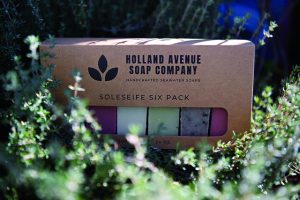 HOLLAND AVENUE
SOAP COMPANY
HANDCRAFTED SEAWATER SOAPS
SOLESEIFE SIX PACK